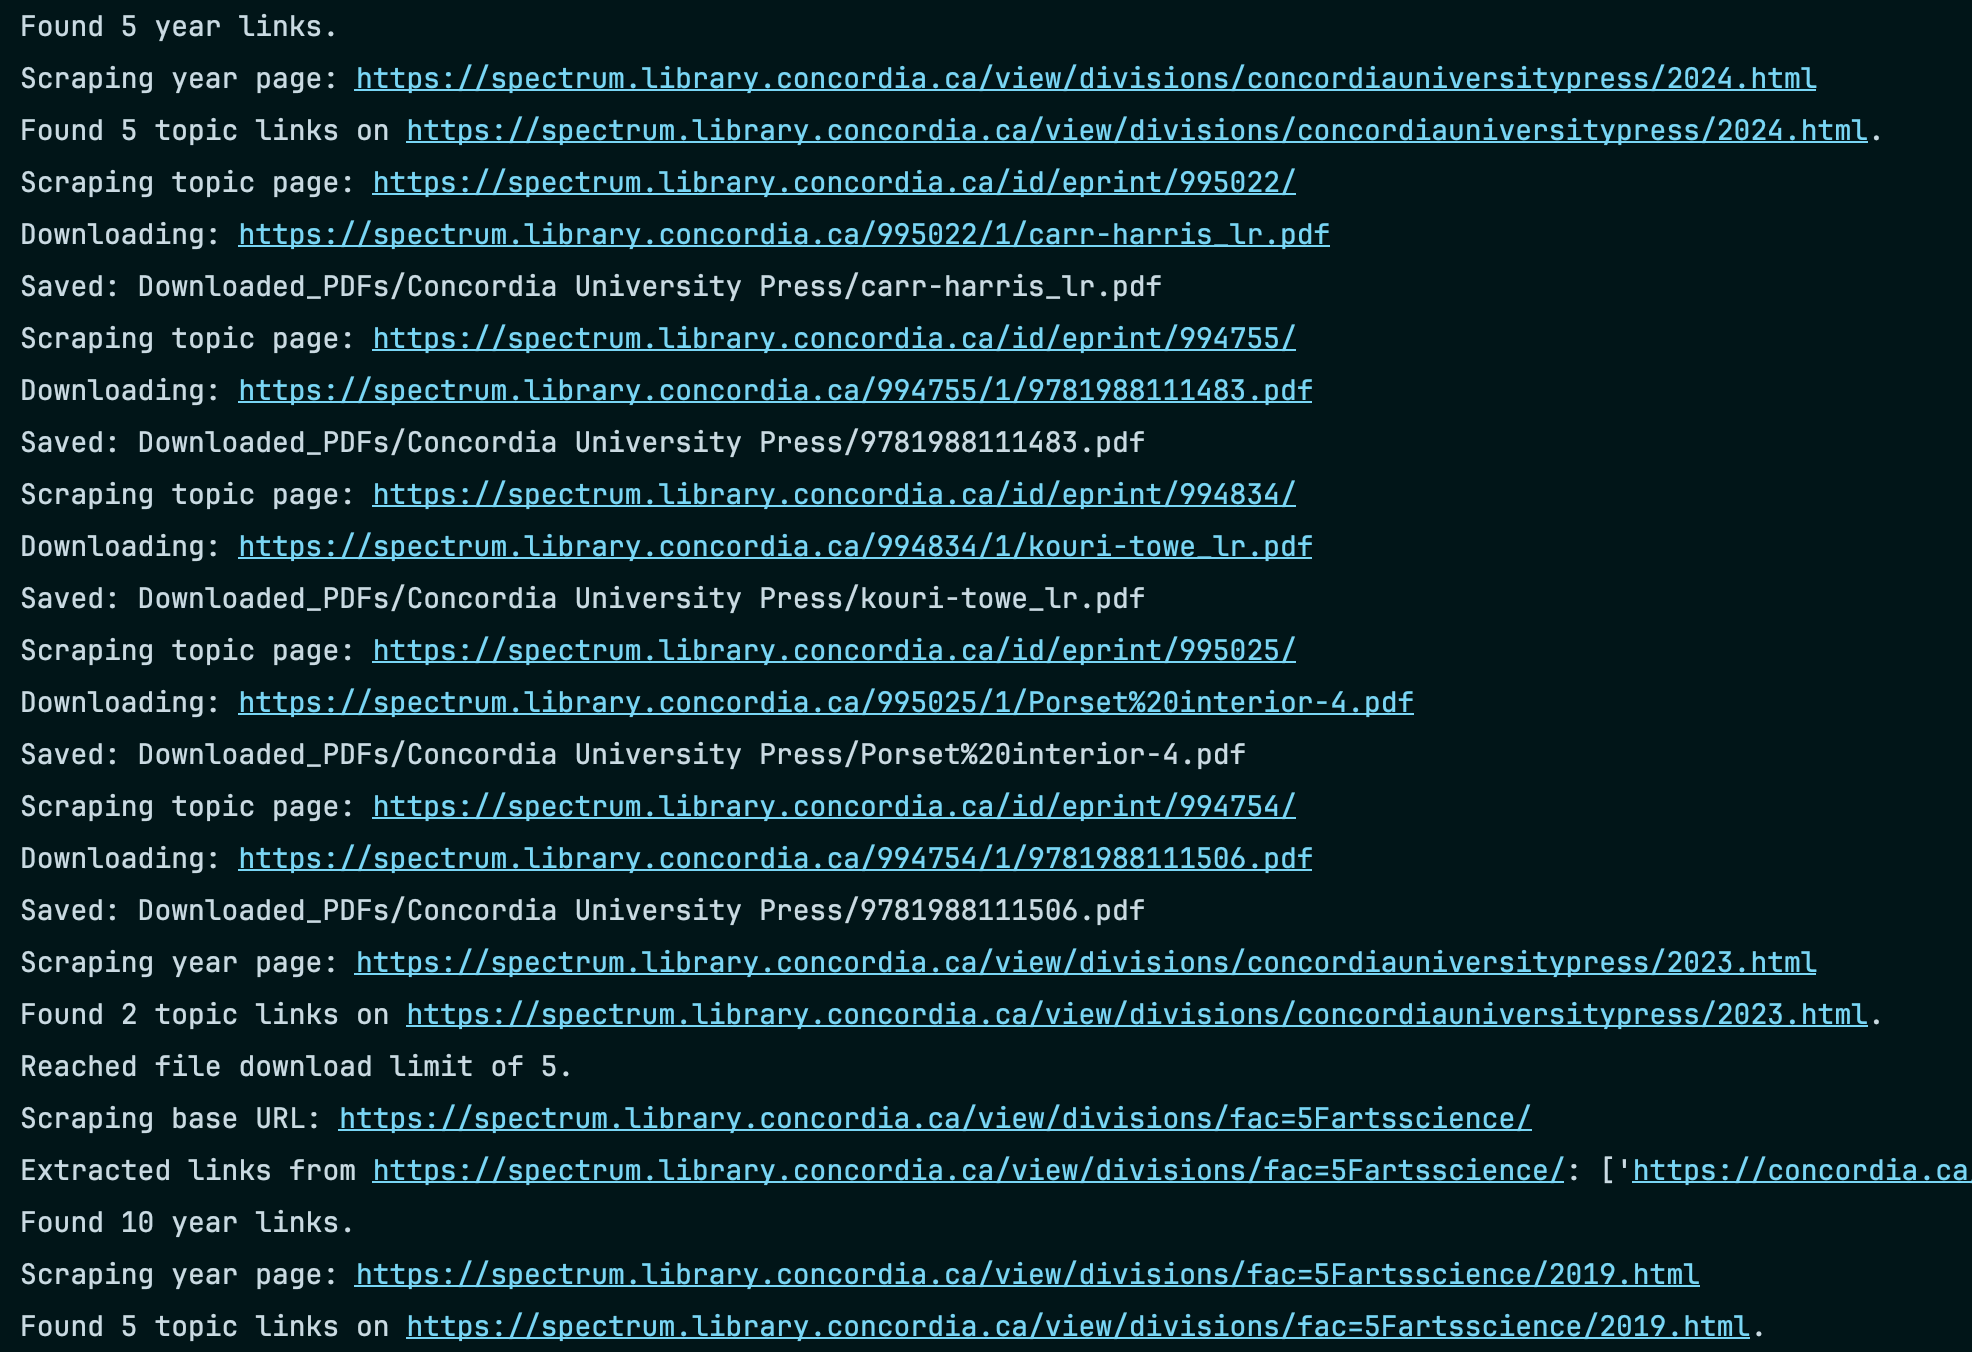 Found 5 year links.
Scraping year page: https://spectrum.library.concordia.ca/view/divisions/concordiauniversitypress/2024.html
Found 5 topic links on https://spectrum.library.concordia.ca/view/divisions/concordiauniversitypress/2024.html.
Scraping topic page: https://spectrum.library.concordia.ca/id/eprint/995022/
Downloading: https://spectrum.library.concordia.ca/995022/1/carr-harris_lr.pdf
Saved: Downloaded_PDFs/Concordia University Press/carr-harris_lr.pdf
Scraping topic page: https://spectrum.library.concordia.ca/id/eprint/994755/
Downloading: https://spectrum.library.concordia.ca/994755/1/9781988111483.pdf
Saved: Downloaded_PDFs/Concordia University Press/9781988111483.pdf
Scraping topic page: https://spectrum.library.concordia.ca/id/eprint/994834/
Downloading: https://spectrum.library.concordia.ca/994834/1/kouri-towe_lr.pdf
Saved: Downloaded_PDFs/Concordia University Press/kouri-towe_lr.pdf
Scraping topic page: https://spectrum.library.concordia.ca/id/eprint/995025/
Downloading: https://spectrum.library.concordia.ca/995025/1/Porset%20interior-4.pdf
Saved: Downloaded_PDFs/Concordia University Press/Porset%20interior-4.pdf
Scraping topic page: https://spectrum.library.concordia.ca/id/eprint/994754/
Downloading: https://spectrum.library.concordia.ca/994754/1/9781988111506.pdf
Saved: Downloaded_PDFs/Concordia University Press/9781988111506.pdf
Scraping year page: https://spectrum.library.concordia.ca/view/divisions/concordiauniversitypress/2023.html
Found 2 topic links on https://spectrum.library.concordia.ca/view/divisions/concordiauniversitypress/2023.html.
Reached file download limit of 5.
Scraping base URL: https://spectrum.library.concordia.ca/view/divisions/fac=5Fartsscience/
Extracted links from https://spectrum.library.concordia.ca/view/divisions/fac=5Fartsscience/: ['https://concordia.ca/
Found 10 year links.
Scraping year page: https://spectrum.library.concordia.ca/view/divisions/fac=5Fartsscience/2019.html
Found 5 topic links on https://spectrum.library.concordia.ca/view/divisions/fac=5Fartsscience/2019.html.